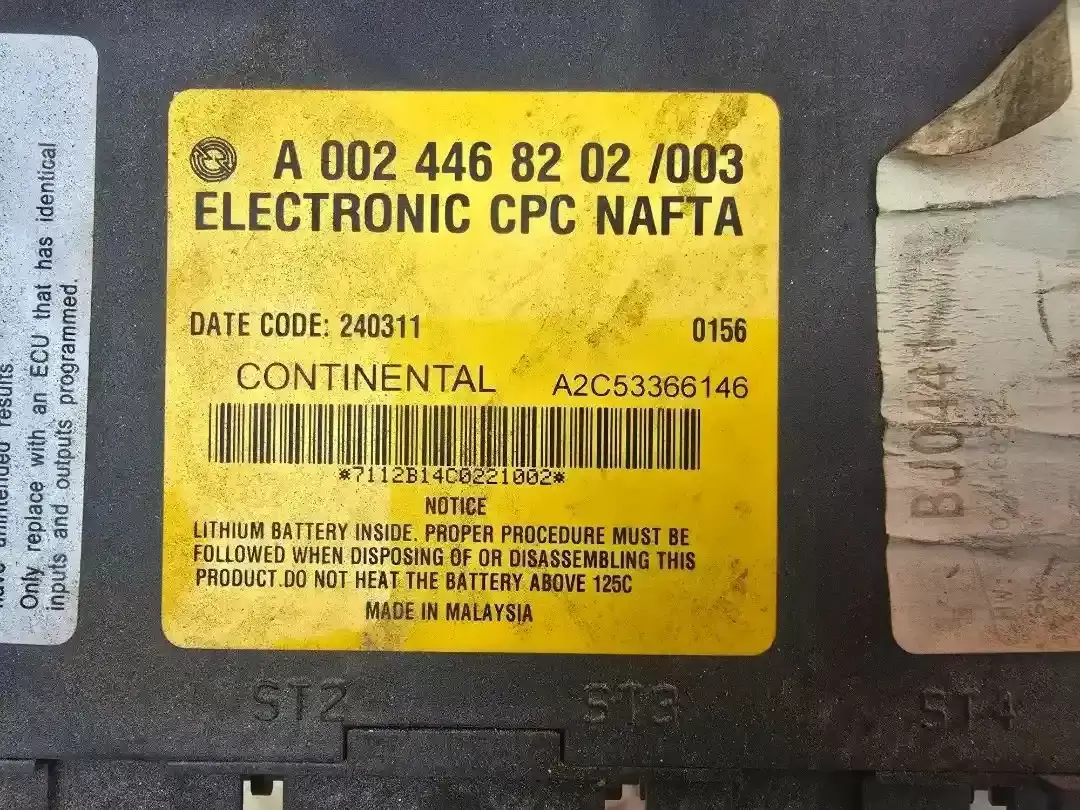 unintended results.
Only replace with an ECU that has identical
inputs and outputs programmed.
A 002 446 82 02 /003
ELECTRONIC CPC NAFTA
DATE CODE: 240311 0156
CONTINENTAL A2C53366146
*7112B14C0221002*
NOTICE
LITHIUM BATTERY INSIDE. PROPER PROCEDURE MUST BE
FOLLOWED WHEN DISPOSING OF OR DISASSEMBLING THIS
PRODUCT.DO NOT HEAT THE BATTERY ABOVE 125C
MADE IN MALAYSIA
ST2 ST3 ST4